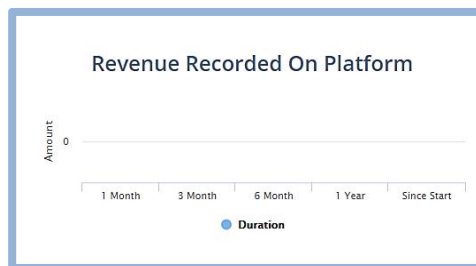 Revenue Recorded On Platform
Amount
0
1 Month 3 Month 6 Month 1 Year Since Start
Duration